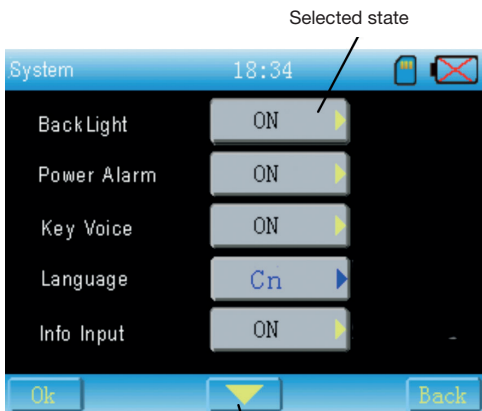 Selected state
System 18:34
BackLight ON
Power Alarm ON
Key Voice ON
Language Cn
Info Input ON
Ok Back